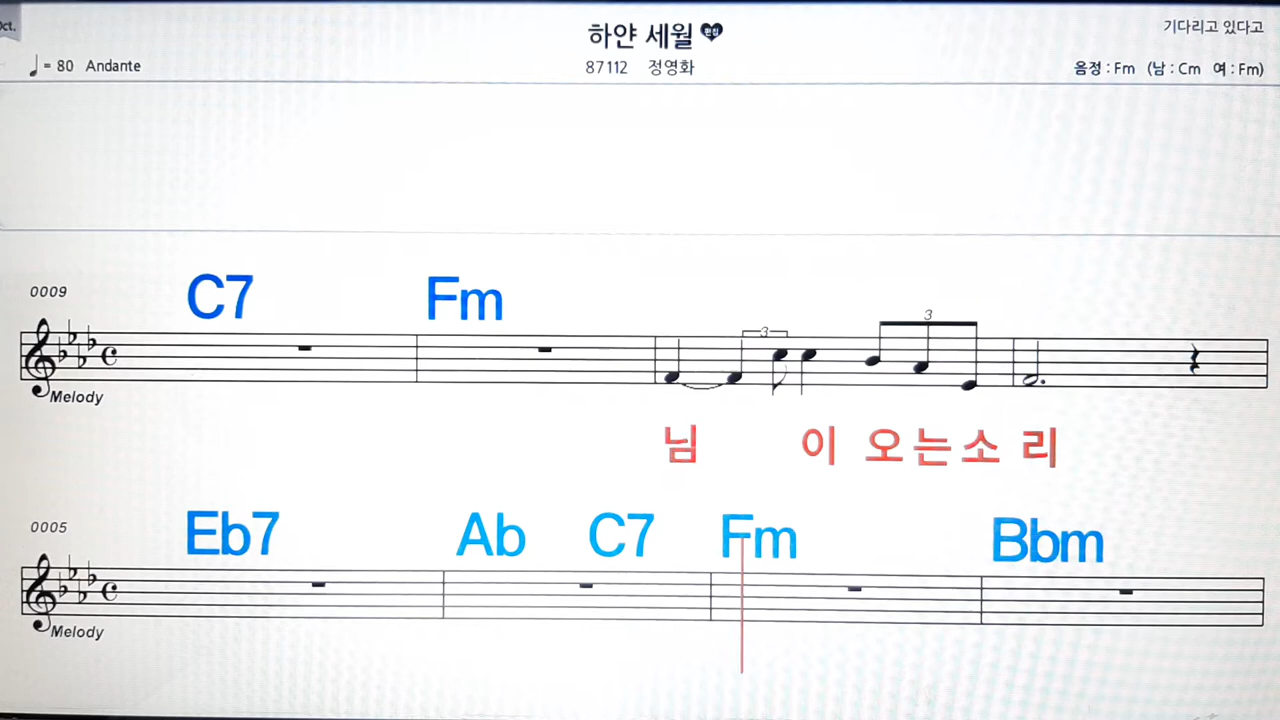 Oct.
하얀 세월 편집
기다리고 있다고
♩ = 80 Andante
87112 정영화
음정 : Fm (남 : Cm 여 : Fm)
0009
C7 Fm
3 3
Melody
님 이 오는소 리
0005
Eb7 Ab C7 Fm Bbm
Melody